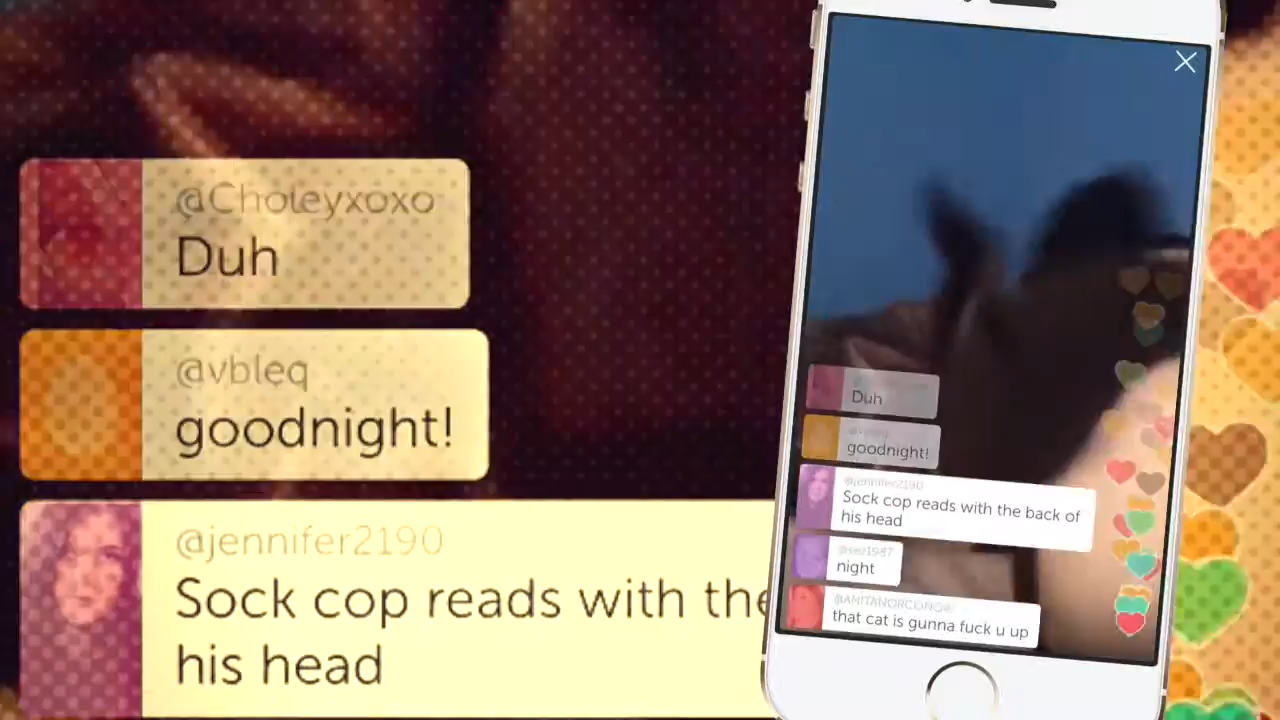 @Choleyxoxo
Duh
@vbleq
goodnight!
@jennifer2190
Sock cop reads with the
his head
Duh
goodnight!
@jennifer2190
Sock cop reads with the back of
his head
night
that cat is gunna fuck u up